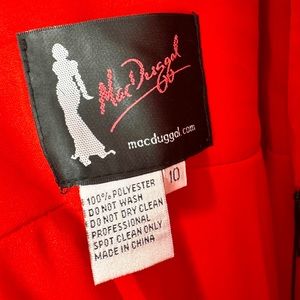 Mac Duggal
macduggal.com
10
100% POLYESTER
DO NOT WASH
DO NOT DRY CLEAN
PROFESSIONAL
SPOT CLEAN ONLY
MADE IN CHINA